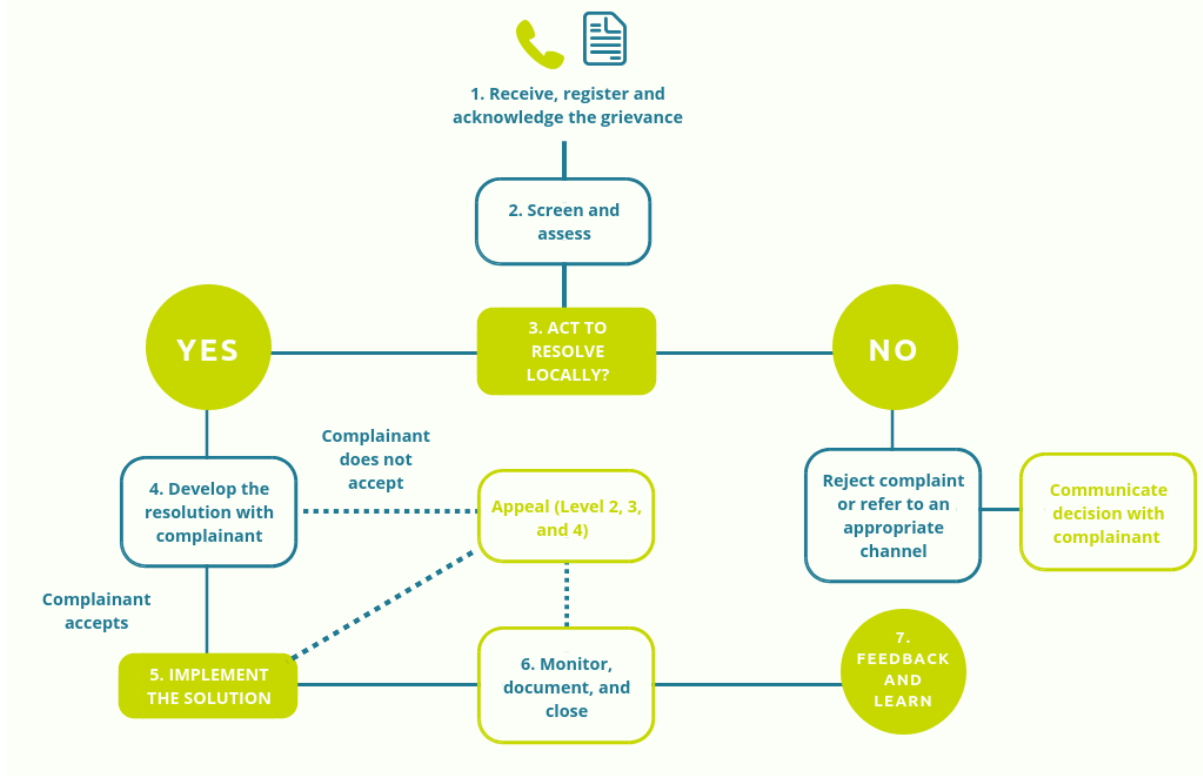 1. Receive, register and
acknowledge the grievance
2. Screen and
assess
3. ACT TO
RESOLVE
LOCALLY?
YES
NO
Complainant
does not
accept
4. Develop the
resolution with
complainant
Appeal (Level 2, 3,
and 4)
Reject complaint
or refer to an
appropriate
channel
Communicate
decision with
complainant
Complainant
accepts
5. IMPLEMENT
THE SOLUTION
6. Monitor,
document, and
close
7.
FEEDBACK
AND
LEARN